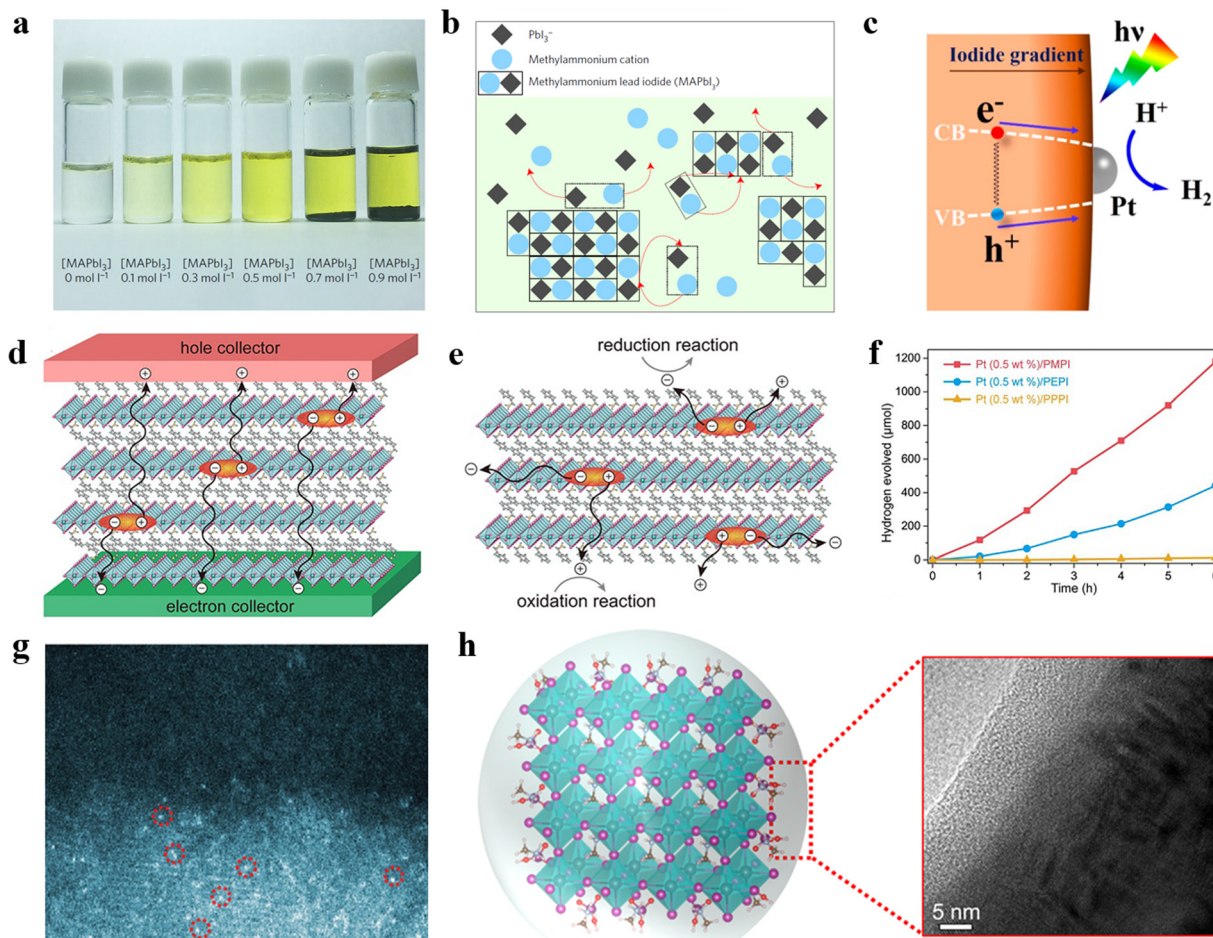 a
[MAPbI₃]
0 mol l⁻¹
[MAPbI₃]
0.1 mol l⁻¹
[MAPbI₃]
0.3 mol l⁻¹
[MAPbI₃]
0.5 mol l⁻¹
[MAPbI₃]
0.7 mol l⁻¹
[MAPbI₃]
0.9 mol l⁻¹
b
PbI₃⁻
Methylammonium cation
Methylammonium lead iodide (MAPbI₃)
c
Iodide gradient
hν
e⁻
H⁺
CB
H₂
VB
Pt
h⁺
d
hole collector
electron collector
e
reduction reaction
oxidation reaction
f
Pt (0.5 wt %)/PMPI
Pt (0.5 wt %)/PEPI
Pt (0.5 wt %)/PPPI
Hydrogen evolved (μmol)
1200
1000
800
600
400
200
0
0 1 2 3 4 5
Time (h)
g
h
5 nm